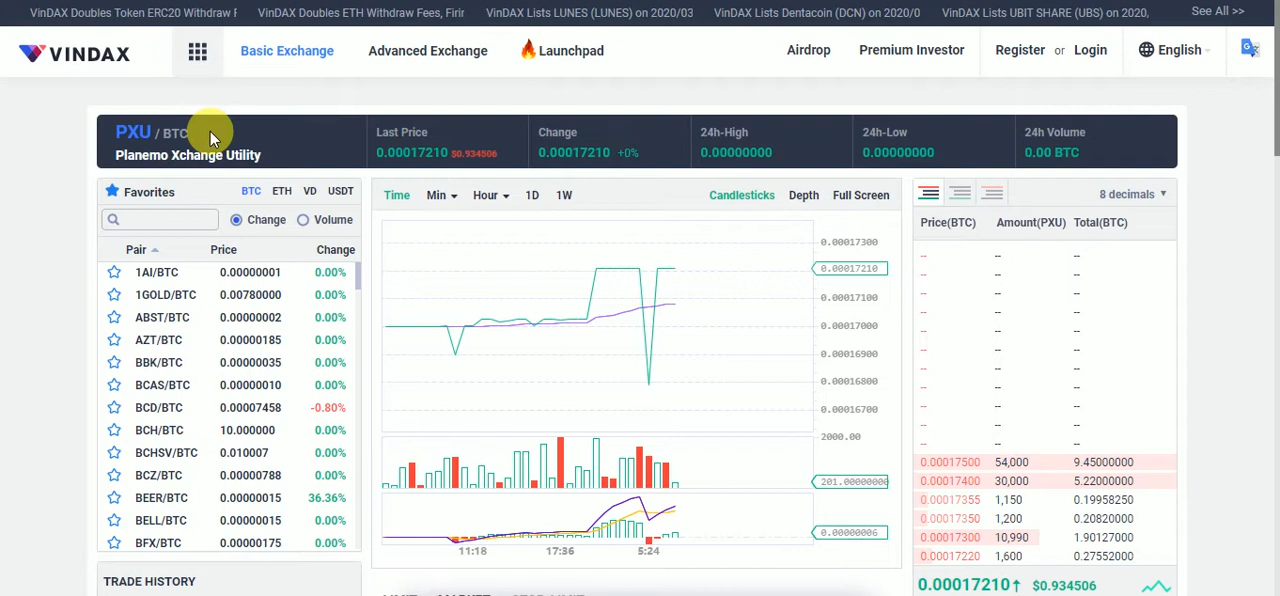 VinDAX Doubles Token ERC20 Withdraw F VinDAX Doubles ETH Withdraw Fees, Firir VinDAX Lists LUNES (LUNES) on 2020/03 VinDAX Lists Dentacoin (DCN) on 2020/0 VinDAX Lists UBIT SHARE (UBS) on 2020, See All >>
VINDAX Basic Exchange Advanced Exchange Launchpad Airdrop Premium Investor Register or Login English
PXU / BTC Last Price Change 24h-High 24h-Low 24h Volume
Planemo Xchange Utility 0.00017210 $0.934506 0.00017210 +0% 0.00000000 0.00000000 0.00 BTC
Favorites BTC ETH VD USDT
Change Volume
Pair Price Change
1AI/BTC 0.00000001 0.00%
1GOLD/BTC 0.00780000 0.00%
ABST/BTC 0.00000002 0.00%
AZT/BTC 0.00000185 0.00%
BBK/BTC 0.00000035 0.00%
BCAS/BTC 0.00000010 0.00%
BCD/BTC 0.00007458 -0.80%
BCH/BTC 10.000000 0.00%
BCHSV/BTC 0.010007 0.00%
BCZ/BTC 0.00000788 0.00%
BEER/BTC 0.00000015 36.36%
BELL/BTC 0.00000015 0.00%
BFX/BTC 0.00000175 0.00%
TRADE HISTORY
Time Min Hour 1D 1W Candlesticks Depth Full Screen
0.00017300
0.00017210
0.00017100
0.00017000
0.00016900
0.00016800
0.00016700
2000.00
201.00000000
0.00000006
11:18 17:36 5:24
8 decimals
Price(BTC) Amount(PXU) Total(BTC)
-- -- --
-- -- --
-- -- --
-- -- --
-- -- --
-- -- --
-- -- --
-- -- --
-- -- --
-- -- --
-- -- --
0.00017500 54,000 9.45000000
0.00017400 30,000 5.22000000
0.00017355 1,150 0.19958250
0.00017350 1,200 0.20820000
0.00017300 10,990 1.90127000
0.00017220 1,600 0.27552000
0.00017210↑ $0.934506